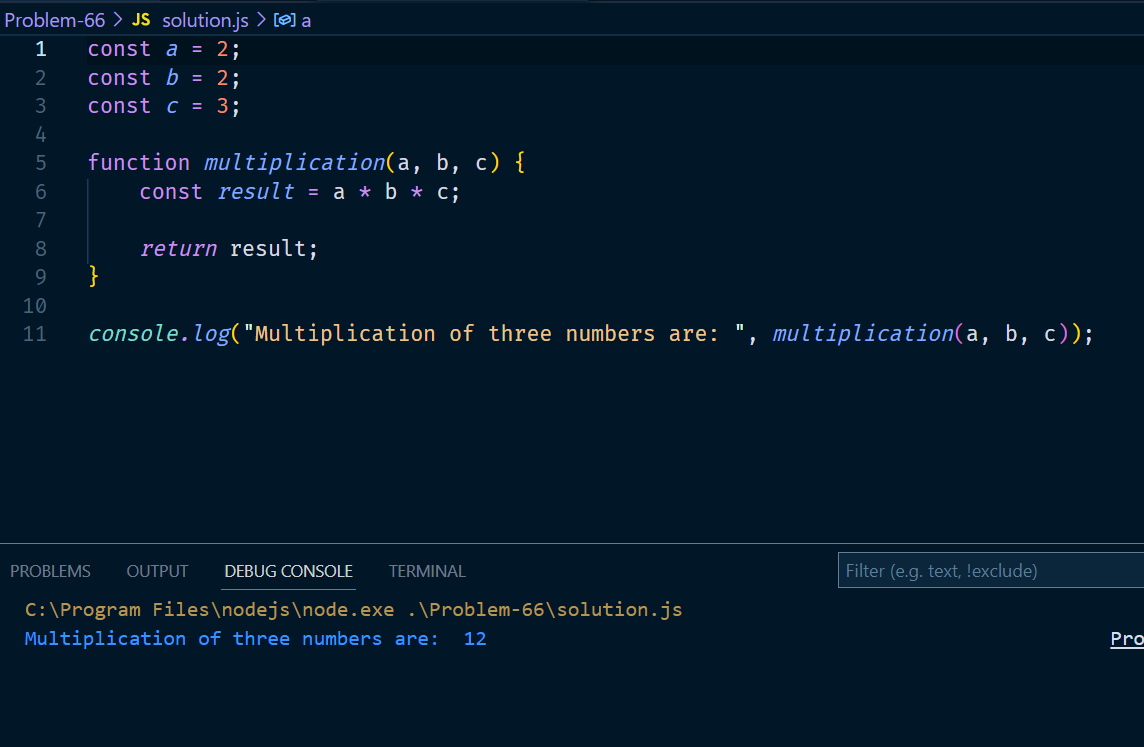 Problem-66 > JS solution.js > a
1 const a = 2;
2 const b = 2;
3 const c = 3;
4
5 function multiplication(a, b, c) {
6     const result = a * b * c;
7
8     return result;
9 }
10
11 console.log("Multiplication of three numbers are: ", multiplication(a, b, c));
PROBLEMS OUTPUT DEBUG CONSOLE TERMINAL Filter (e.g. text, !exclude)
C:\Program Files\nodejs\node.exe .\Problem-66\solution.js
Multiplication of three numbers are:  12 Pro